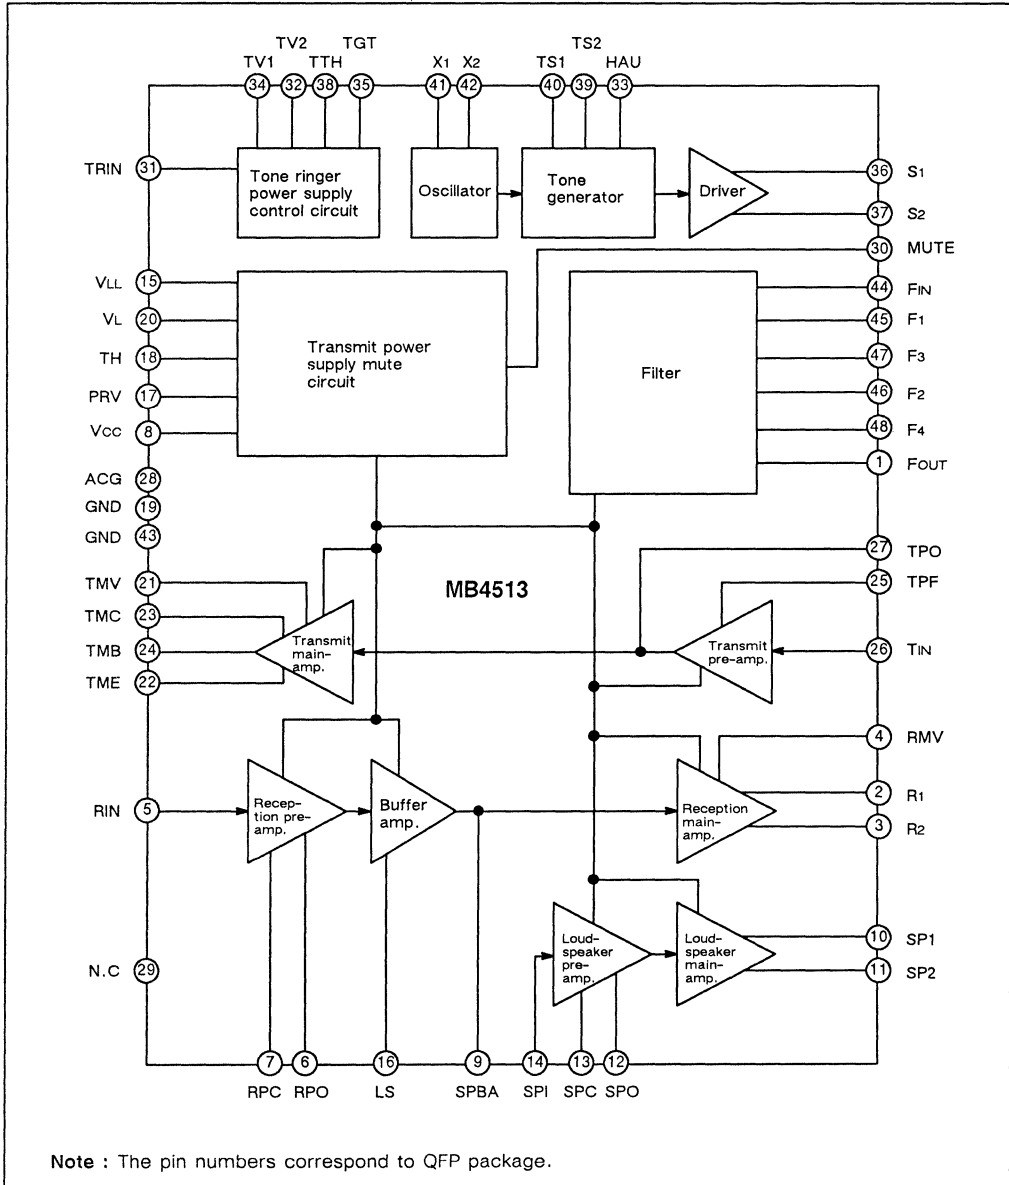 TV2 TGT TS2
TV1 TTH X1 X2 TS1 HAU
34 32 38 35 41 42 40 39 33
TRIN 31
Tone ringer
power supply
control circuit
Oscillator
Tone
generator
Driver
36 S1
37 S2
30 MUTE
VLL 15
VL 20
TH 18
PRV 17
VCC 8
Transmit power
supply mute
circuit
Filter
44 FIN
45 F1
47 F3
46 F2
48 F4
1 FOUT
ACG 28
GND 19
GND 43
MB4513
TMV 21
TMC 23
TMB 24
TME 22
Transmit
main-
amp.
Transmit
pre-amp.
27 TPO
25 TPF
26 TIN
4 RMV
2 R1
3 R2
RIN 5
Recep-
tion pre-
amp.
Buffer
amp.
Reception
main-
amp.
N.C 29
Loud-
speaker
pre-
amp.
Loud-
speaker
main-
amp.
10 SP1
11 SP2
7 6 16 9 14 13 12
RPC RPO LS SPBA SPI SPC SPO
Note : The pin numbers correspond to QFP package.